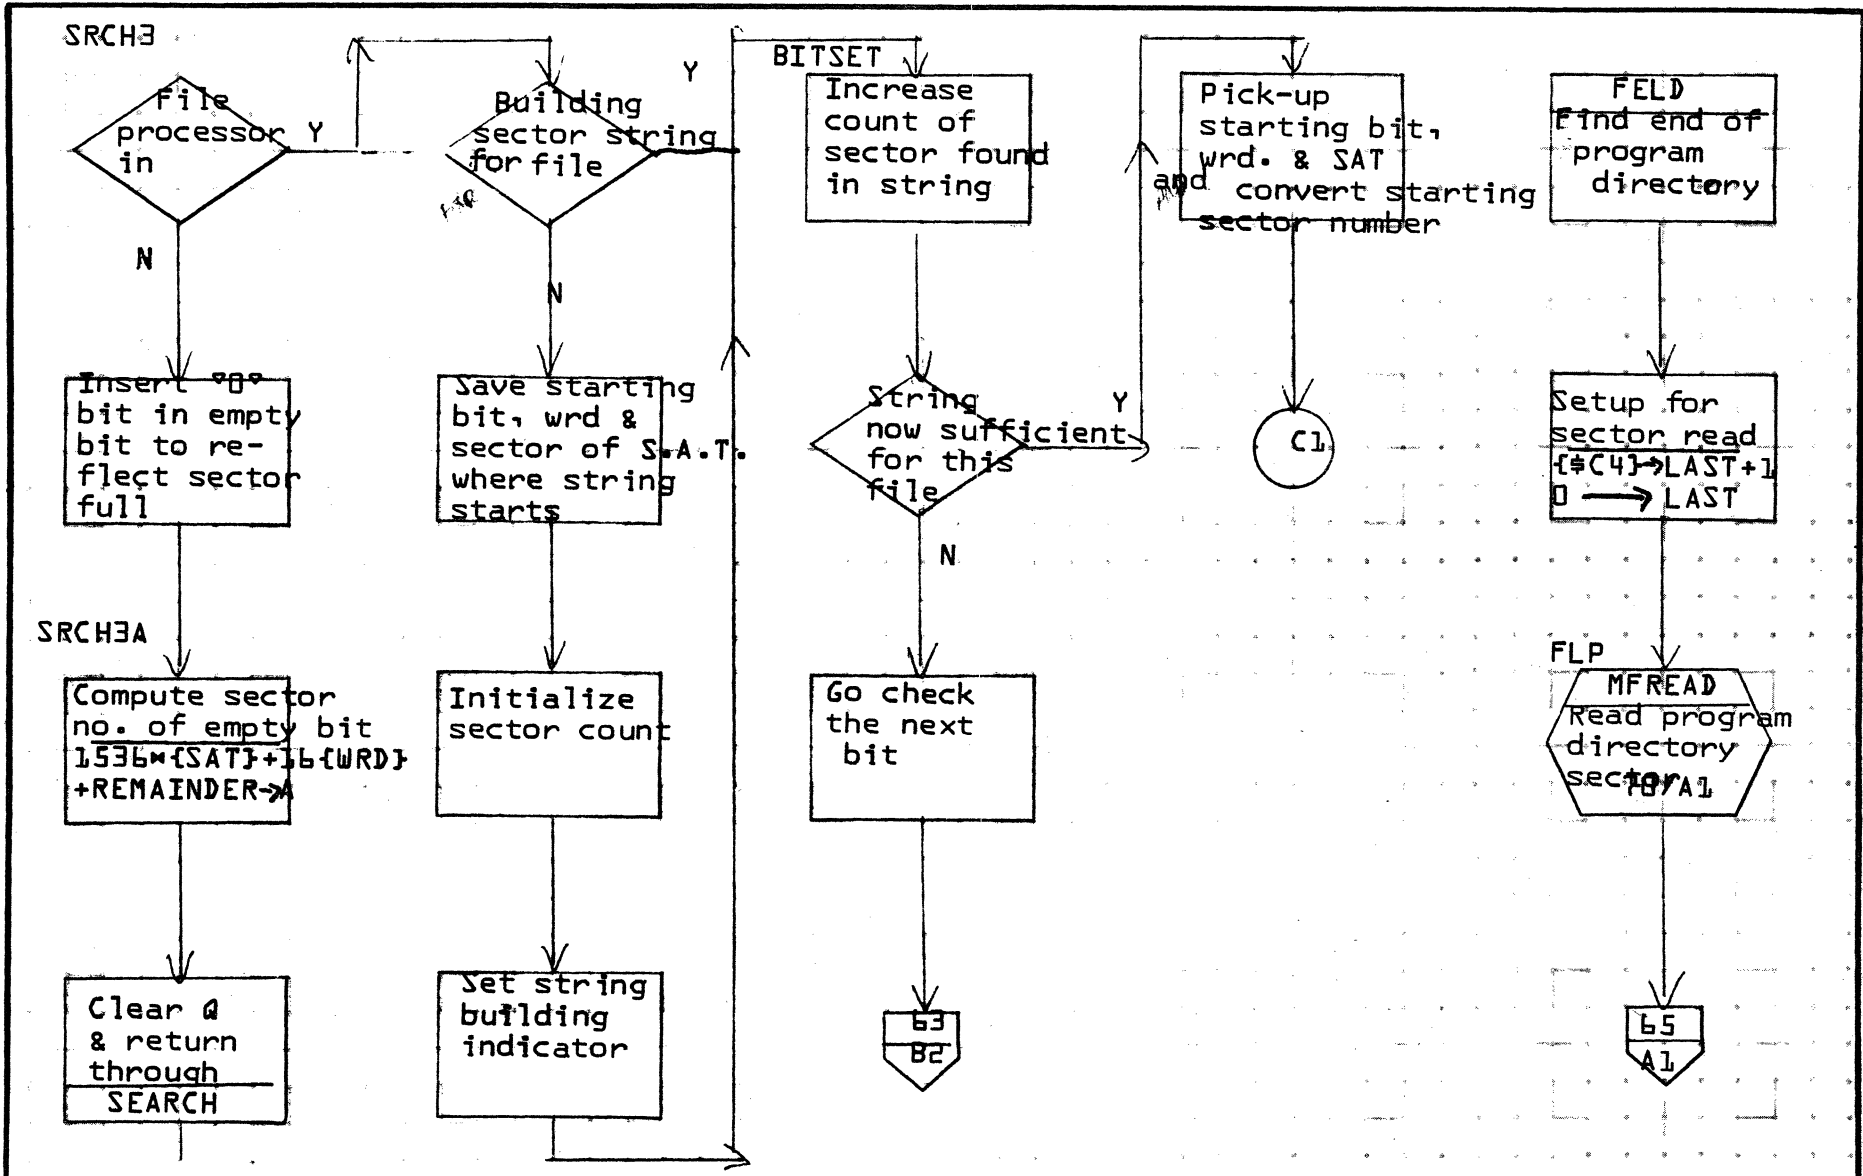 SRCH3
File
processor
in
Y
N
Insert "0"
bit in empty
bit to re-
flect sector
full
SRCH3A
Compute sector
no. of empty bit
1536*{SAT}+16{WRD}
+REMAINDER→A
Clear Q
& return
through
SEARCH
Building
sector string
for file
Y
N
Save starting
bit, wrd &
sector of S.A.T.
where string
starts
Initialize
sector count
Set string
building
indicator
BITSET
Increase
count of
sector found
in string
String
now sufficient
for this
file
Y
N
Go check
the next
bit
63
B2
Pick-up
starting bit,
wrd. & SAT
and convert starting
sector number
C1
FELD
Find end of
program
directory
Setup for
sector read
{$C4}→LAST+1
0 → LAST
FLP
MFREAD
Read program
directory
sector
/A1
65
A1